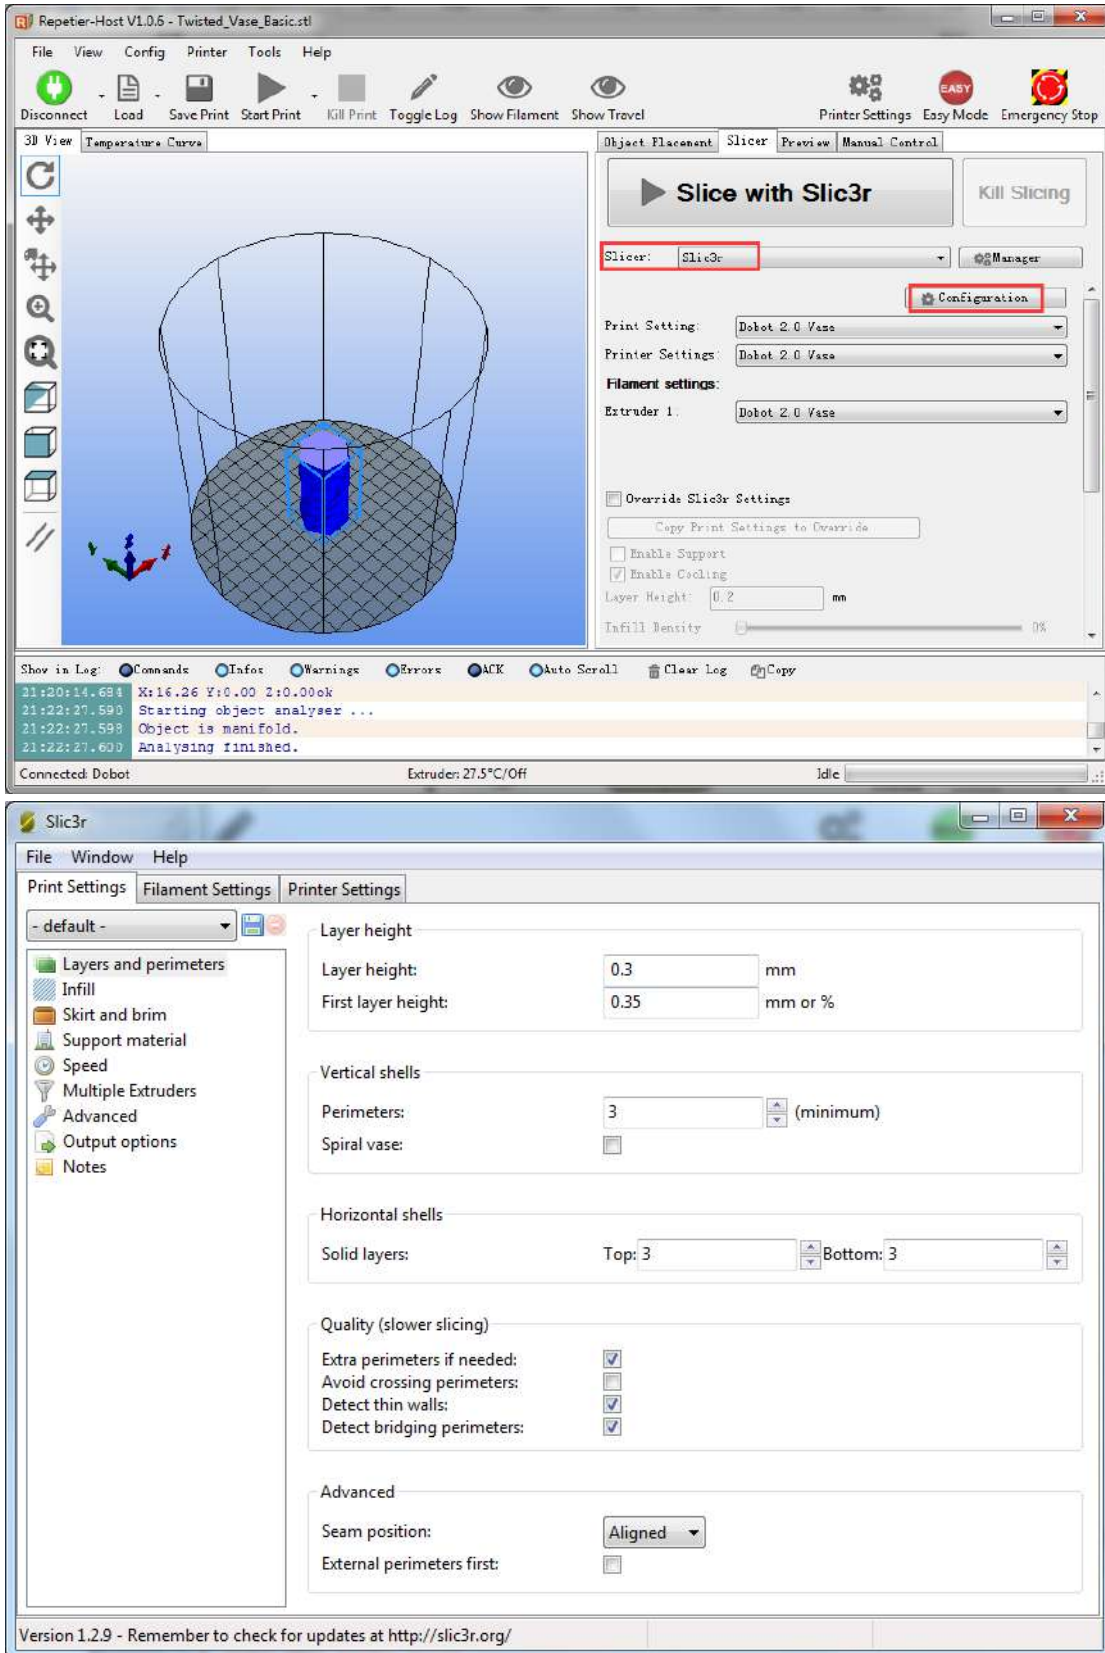 Repetier-Host V1.0.6 - Twisted_Vase_Basic.stl
File View Config Printer Tools Help
Disconnect Load Save Print Start Print Kill Print Toggle Log Show Filament Show Travel Printer Settings Easy Mode Emergency Stop
EASY
3D View Temperature Curve
Object Placement Slicer Preview Manual Control
Slice with Slic3r
Kill Slicing
Slicer: Slic3r Manager
Configuration
Print Setting: Dobot 2.0 Vase
Printer Settings: Dobot 2.0 Vase
Filament settings:
Extruder 1: Dobot 2.0 Vase
Override Slic3r Settings
Copy Print Settings to Override
Enable Support
Enable Cooling
Layer Height: 0.2 mm
Infill Density 0%
Show in Log: Commands Infos Warnings Errors ACK Auto Scroll Clear Log Copy
21:20:14.684 X:16.26 Y:0.00 Z:0.00ok
21:22:27.590 Starting object analyser ...
21:22:27.598 Object is manifold.
21:22:27.600 Analysing finished.
Connected: Dobot Extruder: 27.5°C/Off Idle
Slic3r
File Window Help
Print Settings Filament Settings Printer Settings
- default -
Layers and perimeters
Infill
Skirt and brim
Support material
Speed
Multiple Extruders
Advanced
Output options
Notes
Layer height
Layer height: 0.3 mm
First layer height: 0.35 mm or %
Vertical shells
Perimeters: 3 (minimum)
Spiral vase:
Horizontal shells
Solid layers: Top: 3 Bottom: 3
Quality (slower slicing)
Extra perimeters if needed:
Avoid crossing perimeters:
Detect thin walls:
Detect bridging perimeters:
Advanced
Seam position: Aligned
External perimeters first:
Version 1.2.9 - Remember to check for updates at http://slic3r.org/